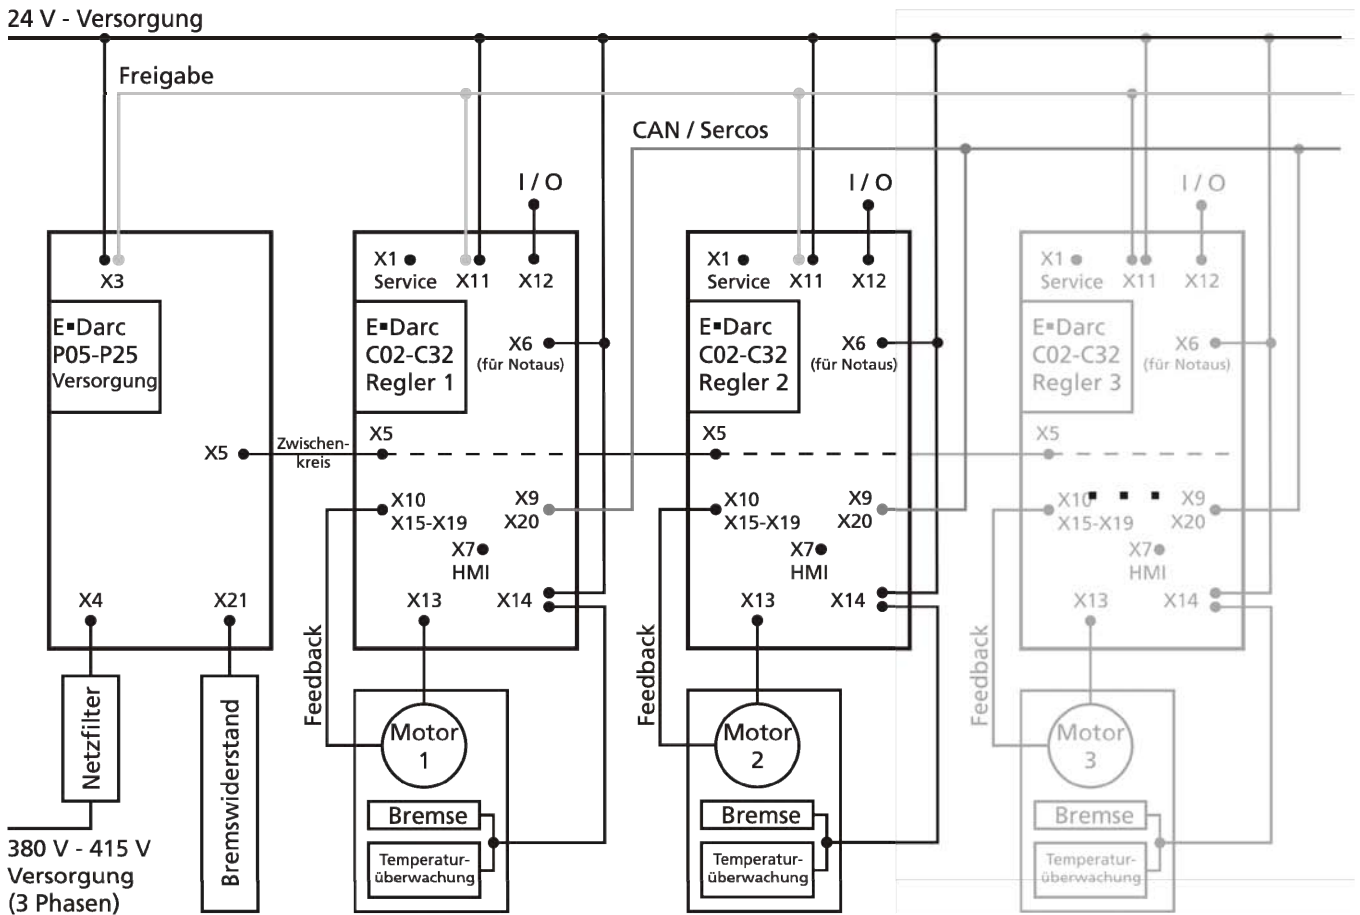 24 V - Versorgung
Freigabe
CAN / Sercos
I / O
I / O
I / O
X3
E▪Darc
P05-P25
Versorgung
X5
Zwischen-
kreis
X4
X21
Netzfilter
Bremswiderstand
380 V - 415 V
Versorgung
(3 Phasen)
X1
Service
X11
X12
E▪Darc
C02-C32
Regler 1
X6
(für Notaus)
X5
X10
X15-X19
X9
X20
X7
HMI
X13
X14
Feedback
Motor
1
Bremse
Temperatur-
überwachung
X1
Service
X11
X12
E▪Darc
C02-C32
Regler 2
X6
(für Notaus)
X5
X10
X15-X19
X9
X20
X7
HMI
X13
X14
Feedback
Motor
2
Bremse
Temperatur-
überwachung
X1
Service
X11
X12
E▪Darc
C02-C32
Regler 3
X6
(für Notaus)
X5
X10
X15-X19
X9
X20
X7
HMI
X13
X14
Feedback
Motor
3
Bremse
Temperatur-
überwachung